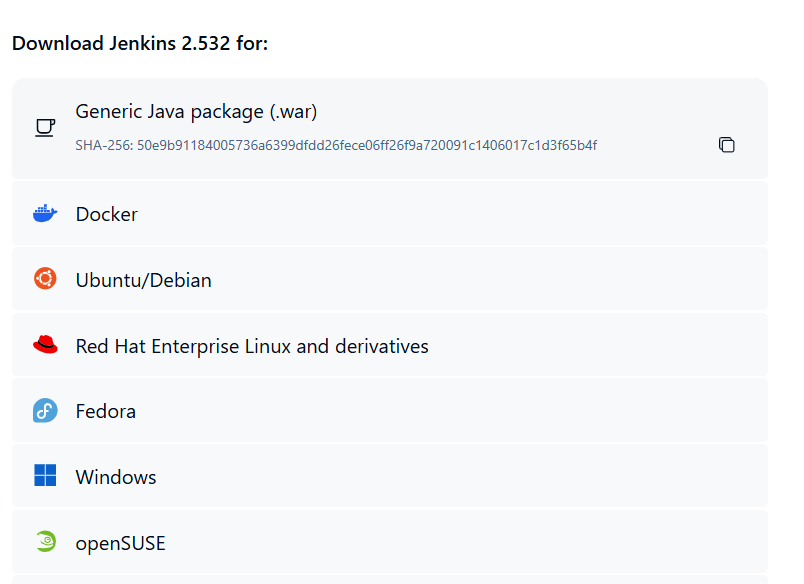 Download Jenkins 2.532 for:
Generic Java package (.war)
SHA-256: 50e9b91184005736a6399dfdd26fece06ff26f9a720091c1406017c1d3f65b4f
Docker
Ubuntu/Debian
Red Hat Enterprise Linux and derivatives
Fedora
Windows
openSUSE